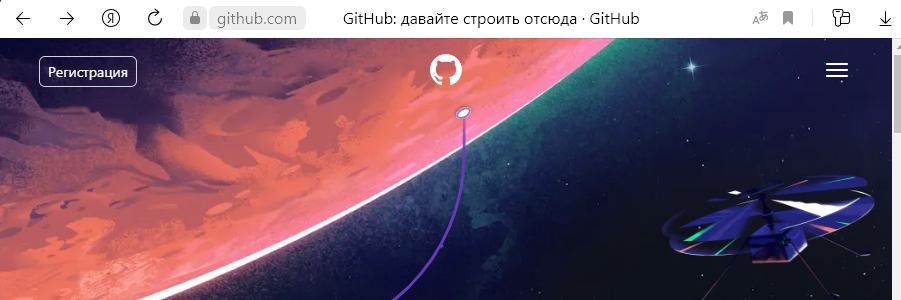 github.com
GitHub: давайте строить отсюда · GitHub
Регистрация